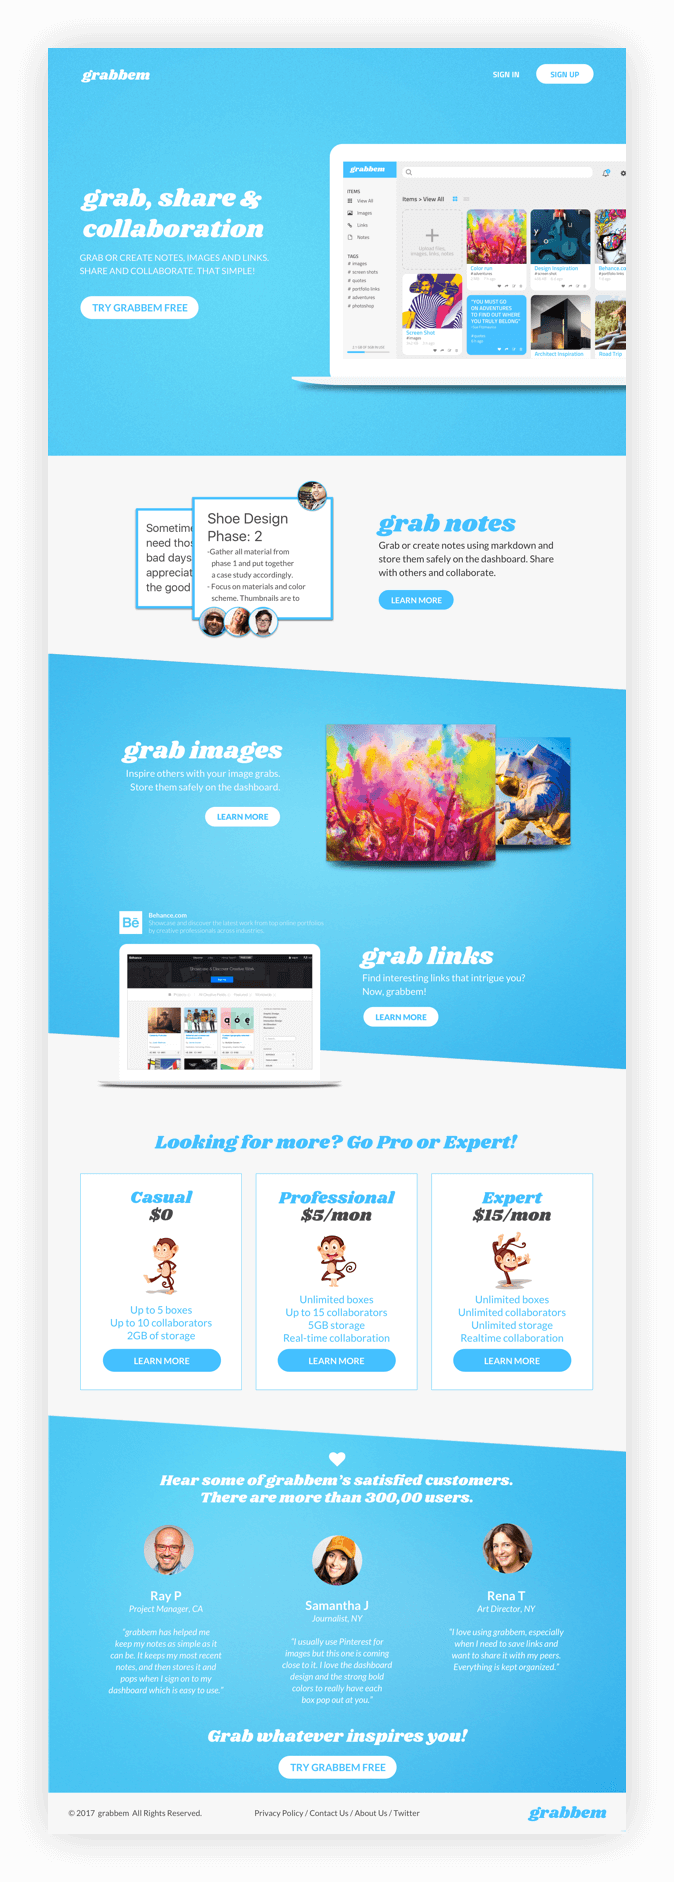 grabbem
SIGN IN
SIGN UP
grab, share &
collaboration
GRAB OR CREATE NOTES, IMAGES AND LINKS.
SHARE AND COLLABORATE. THAT SIMPLE!
TRY GRABBEM FREE
grabbem
ITEMS
View All
Images
Links
Notes
TAGS
# images
# screen shots
# quotes
# portfolio links
# adventures
# photoshop
Items > View All
Upload files,
images, links, notes
Color run
#adventures
Design Inspiration
#screen shot
Behance.co
#portfolio links
Screen Shot
#images
"YOU MUST GO
ON ADVENTURES
TO FIND OUT WHERE
YOU TRULY BELONG"
#quotes
Architect Inspiration
Road Trip
Sometime
need thos
bad days
appreciat
the good
Shoe Design
Phase: 2
-Gather all material from
phase 1 and put together
a case study accordingly.
- Focus on materials and color
scheme. Thumbnails are to
grab notes
Grab or create notes using markdown and
store them safely on the dashboard. Share
with others and collaborate.
LEARN MORE
grab images
Inspire others with your image grabs.
Store them safely on the dashboard.
LEARN MORE
Bē
Behance.com
Showcase and discover the latest work from top online portfolios
by creative professionals across industries.
Behance
Showcase & Discover Creative Work
grab links
Find interesting links that intrigue you?
Now, grabbem!
LEARN MORE
Looking for more? Go Pro or Expert!
Casual
$0
Up to 5 boxes
Up to 10 collaborators
2GB of storage
LEARN MORE
Professional
$5/mon
Unlimited boxes
Up to 15 collaborators
5GB storage
Real-time collaboration
LEARN MORE
Expert
$15/mon
Unlimited boxes
Unlimited collaborators
Unlimited storage
Realtime collaboration
LEARN MORE
Hear some of grabbem's satisfied customers.
There are more than 300,00 users.
Ray P
Project Manager, CA
"grabbem has helped me
keep my notes as simple as it
can be. It keeps my most recent
notes, and then stores it and
pops when I sign on to my
dashboard which is easy to use."
Samantha J
Journalist, NY
"I usually use Pinterest for
images but this one is coming
close to it. I love the dashboard
design and the strong bold
colors to really have each
box pop out at you."
Rena T
Art Director, NY
"I love using grabbem, especially
when I need to save links and
want to share it with my peers.
Everything is kept organized."
Grab whatever inspires you!
TRY GRABBEM FREE
© 2017 grabbem All Rights Reserved.
Privacy Policy / Contact Us / About Us / Twitter
grabbem